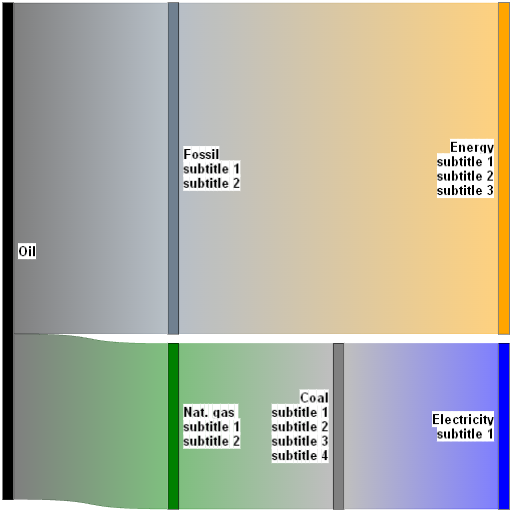 Fossil
subtitle 1
subtitle 2
Energy
subtitle 1
subtitle 2
subtitle 3
Oil
Nat. gas
subtitle 1
subtitle 2
Coal
subtitle 1
subtitle 2
subtitle 3
subtitle 4
Electricity
subtitle 1